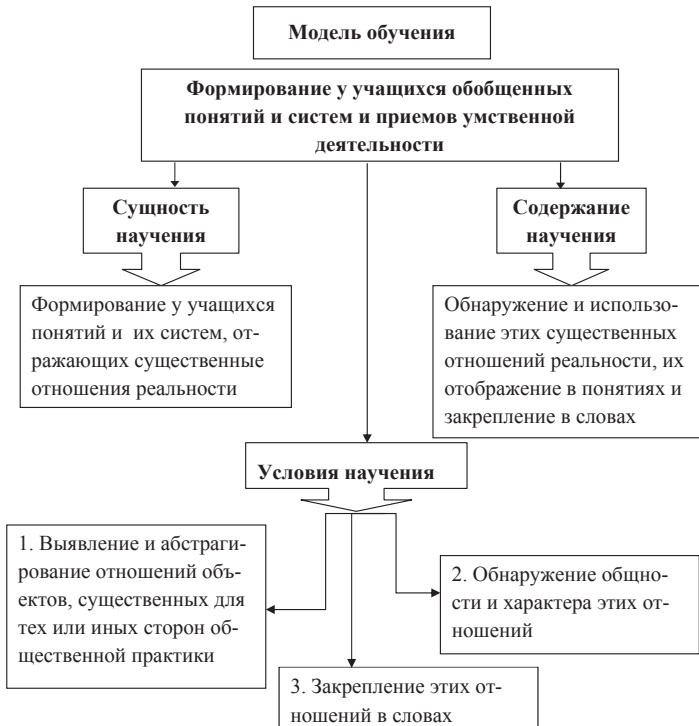 Модель обучения
Формирование у учащихся обобщенных
понятий и систем и приемов умственной
деятельности
Сущность
научения
Содержание
научения
Формирование у учащихся
понятий и их систем, от-
ражающих существенные
отношения реальности
Обнаружение и использо-
вание этих существенных
отношений реальности, их
отображение в понятиях и
закрепление в словах
Условия научения
1. Выявление и абстраги-
рование отношений объ-
ектов, существенных для
тех или иных сторон об-
щественной практики
2. Обнаружение общно-
сти и характера этих от-
ношений
3. Закрепление этих от-
ношений в словах